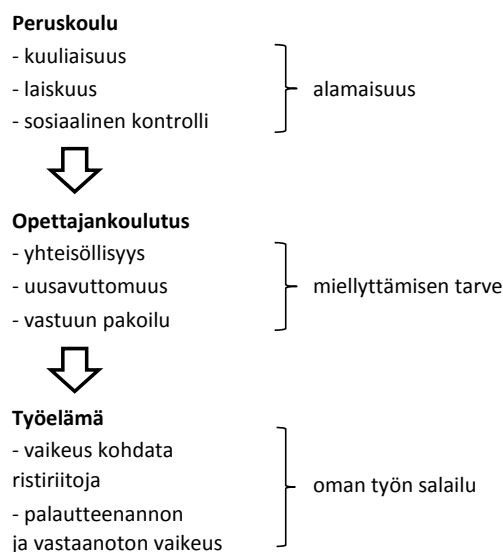 Peruskoulu
- kuuliaisuus
- laiskuus
- sosiaalinen kontrolli
alamaisuus
Opettajankoulutus
- yhteisöllisyys
- uusavuttomuus
- vastuun pakoilu
miellyttämisen tarve
Työelämä
- vaikeus kohdata
ristiriitoja
- palautteenannon
ja vastaanoton vaikeus
oman työn salailu